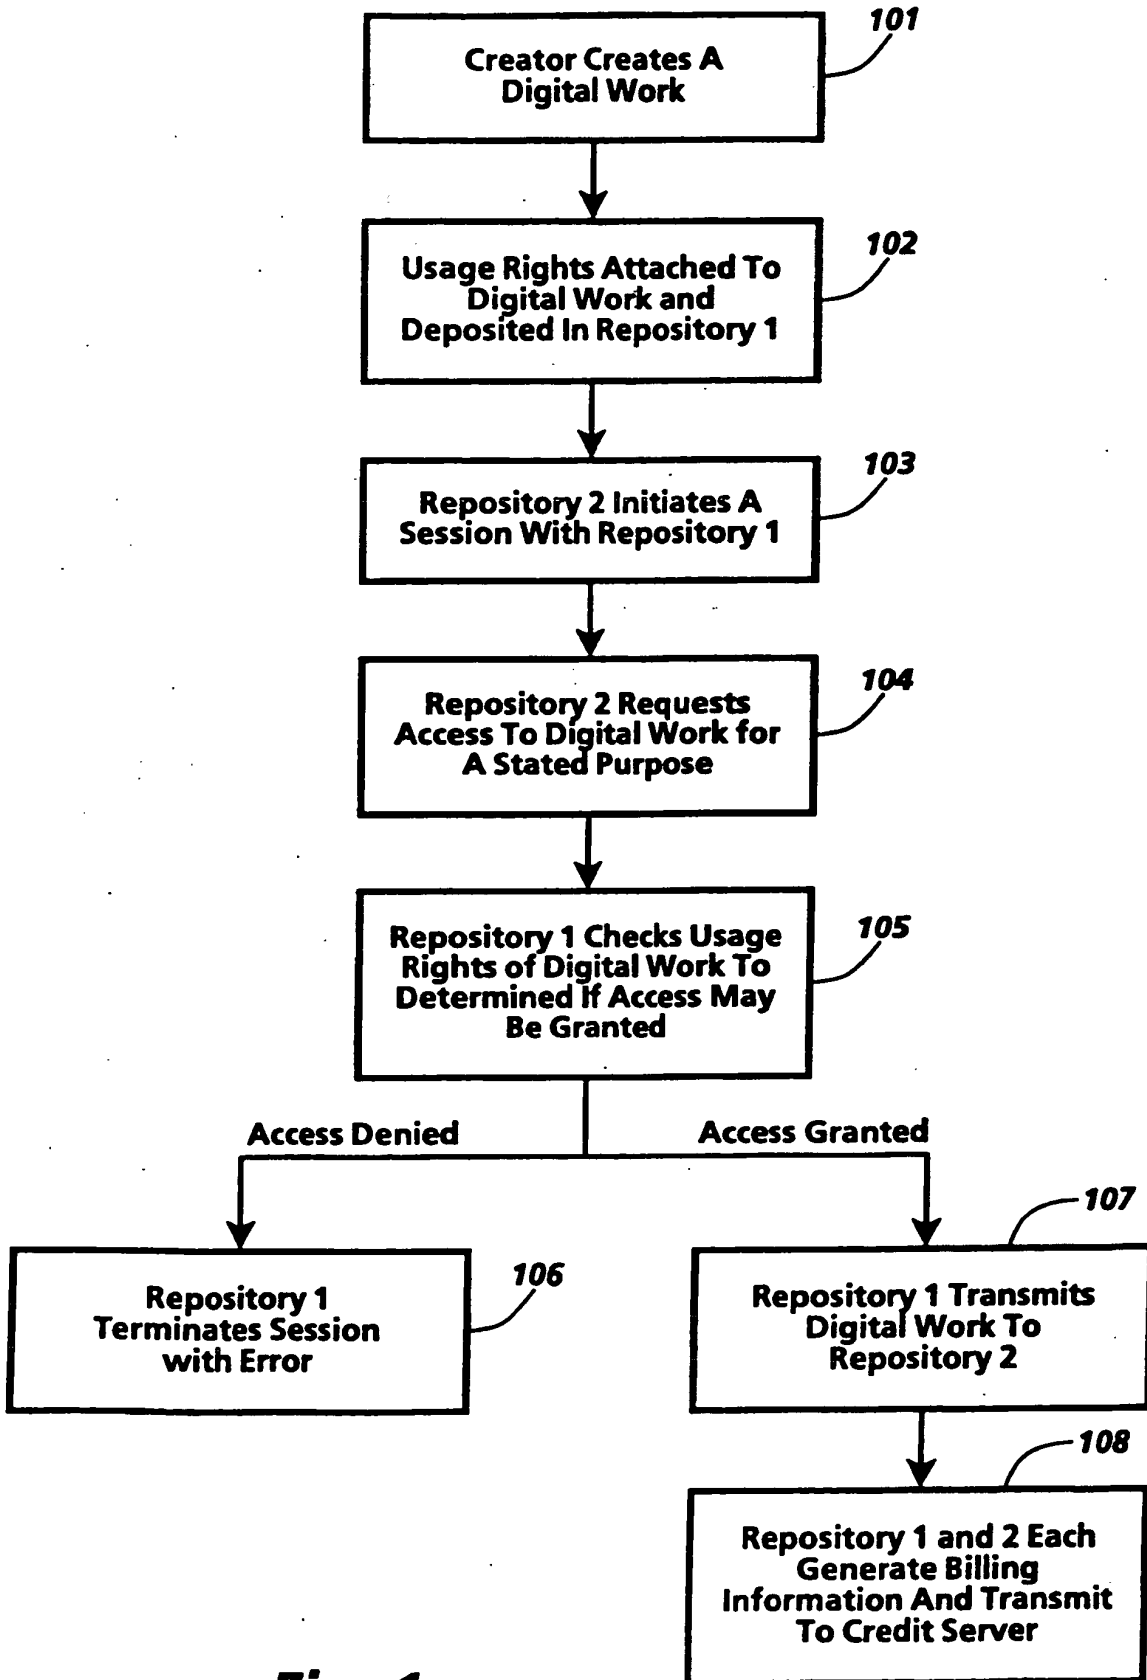 101
Creator Creates A
Digital Work
102
Usage Rights Attached To
Digital Work and
Deposited In Repository 1
103
Repository 2 Initiates A
Session With Repository 1
104
Repository 2 Requests
Access To Digital Work for
A Stated Purpose
105
Repository 1 Checks Usage
Rights of Digital Work To
Determined If Access May
Be Granted
Access Denied
Access Granted
106
Repository 1
Terminates Session
with Error
107
Repository 1 Transmits
Digital Work To
Repository 2
108
Repository 1 and 2 Each
Generate Billing
Information And Transmit
To Credit Server
Fig. 1